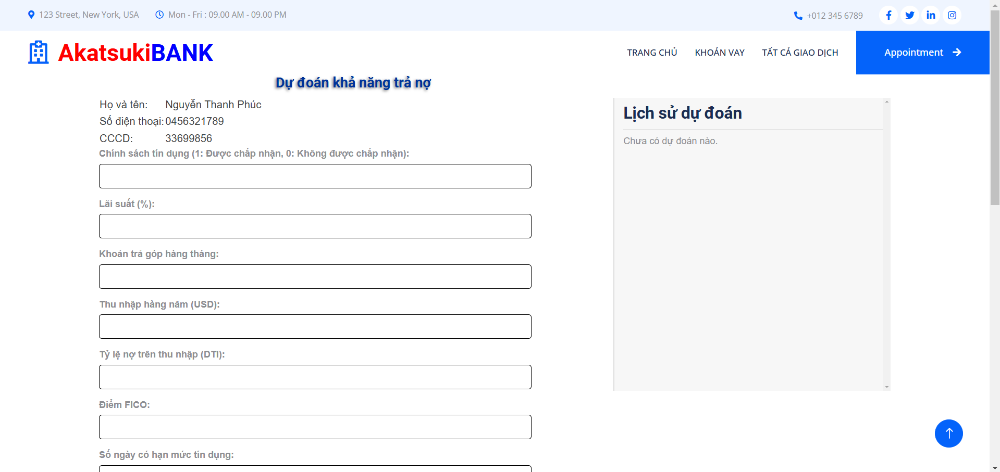 123 Street, New York, USA
Mon - Fri : 09.00 AM - 09.00 PM
+012 345 6789
AkatsukiBANK
TRANG CHỦ
KHOẢN VAY
TẤT CẢ GIAO DỊCH
Appointment
Dự đoán khả năng trả nợ
Họ và tên: Nguyễn Thanh Phúc
Số điện thoại: 0456321789
CCCD: 33699856
Chính sách tín dụng (1: Được chấp nhận, 0: Không được chấp nhận):
Lãi suất (%):
Khoản trả góp hàng tháng:
Thu nhập hàng năm (USD):
Tỷ lệ nợ trên thu nhập (DTI):
Điểm FICO:
Số ngày có hạn mức tín dụng:
Lịch sử dự đoán
Chưa có dự đoán nào.